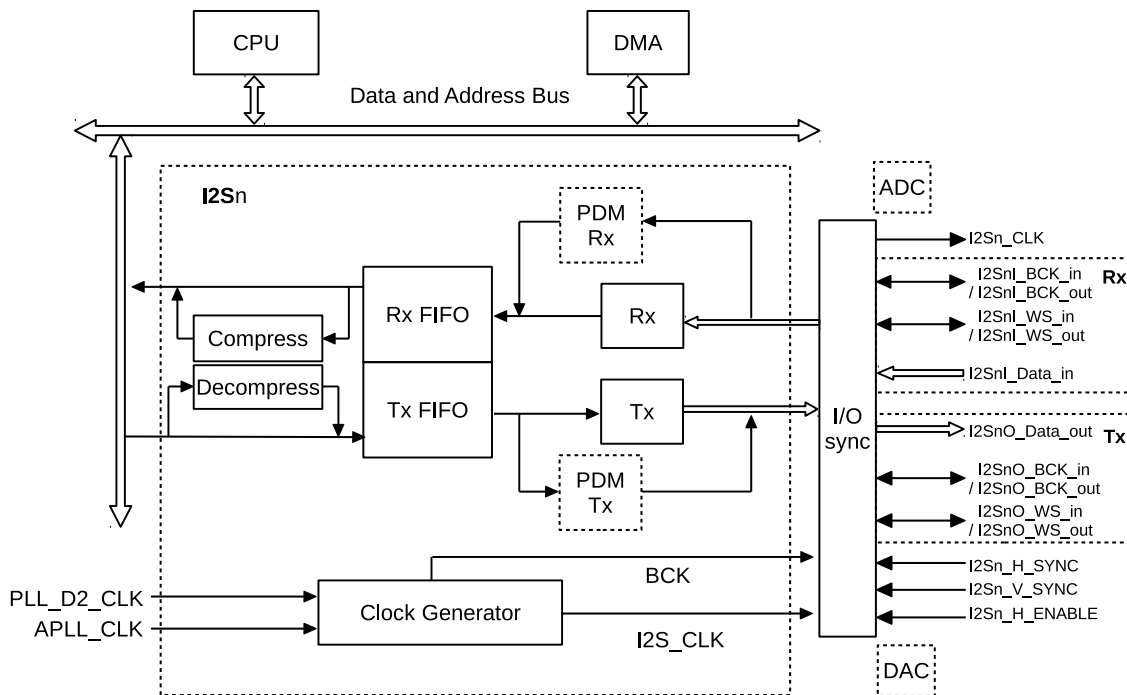 CPU
DMA
Data and Address Bus
I2Sn
ADC
PDM
Rx
I2Sn_CLK
I2SnI_BCK_in
/ I2SnI_BCK_out
Rx
Rx FIFO
Rx
I2SnI_WS_in
/ I2SnI_WS_out
Compress
I2SnI_Data_in
Decompress
Tx FIFO
Tx
I/O
sync
I2SnO_Data_out
Tx
PDM
Tx
I2SnO_BCK_in
/ I2SnO_BCK_out
I2SnO_WS_in
/ I2SnO_WS_out
BCK
I2Sn_H_SYNC
PLL_D2_CLK
I2Sn_V_SYNC
Clock Generator
I2Sn_H_ENABLE
APLL_CLK
I2S_CLK
DAC